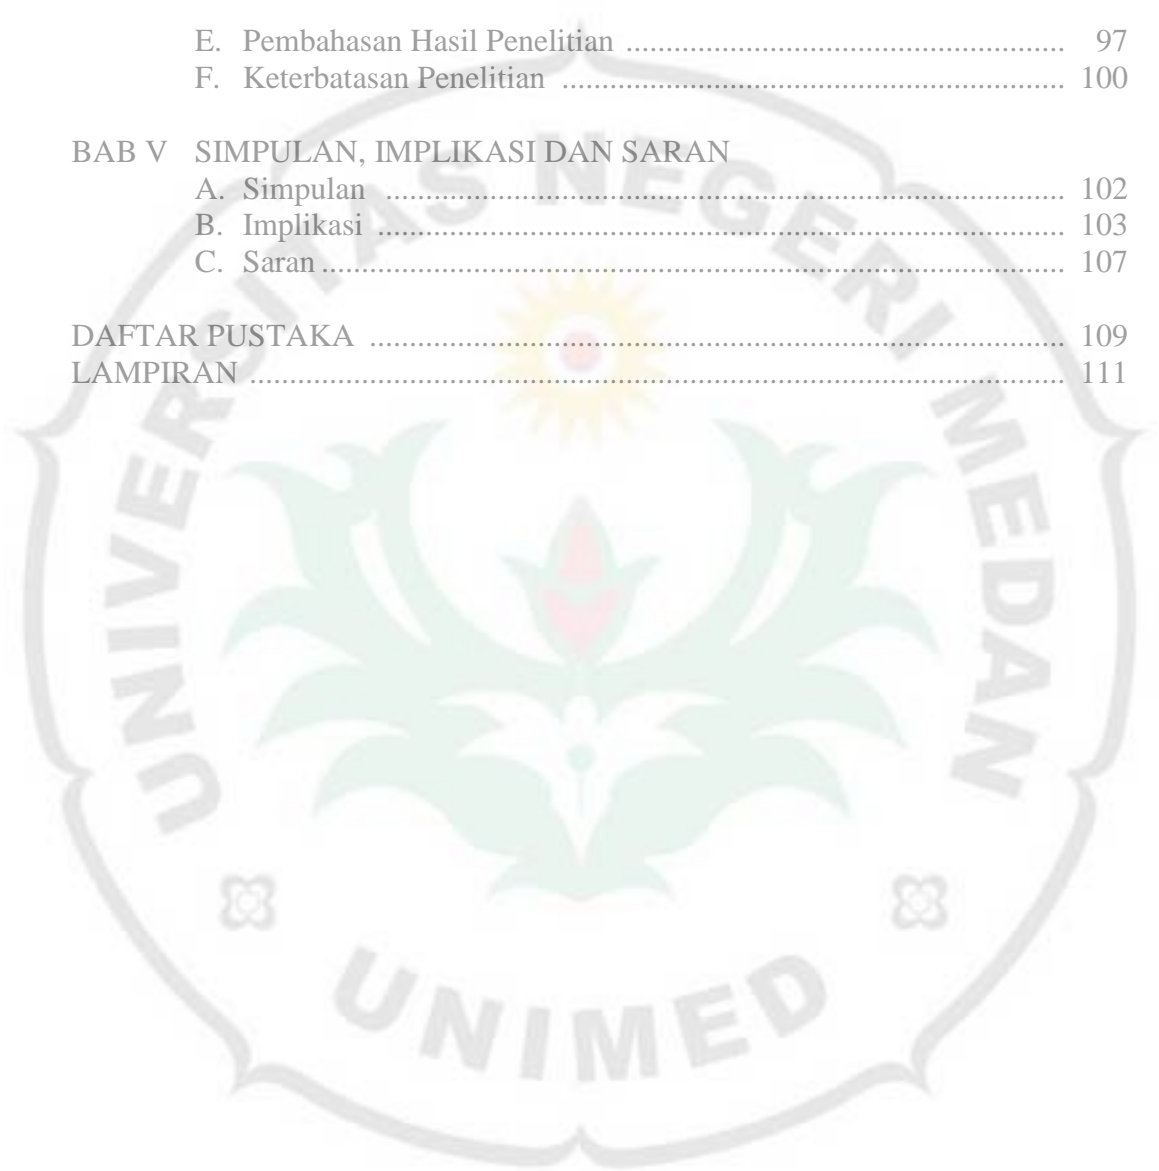 E. Pembahasan Hasil Penelitian ...................................................... 97
F. Keterbatasan Penelitian .............................................................. 100
BAB V SIMPULAN, IMPLIKASI DAN SARAN
A. Simpulan .................................................................................... 102
B. Implikasi ..................................................................................... 103
C. Saran ............................................................................................ 107
DAFTAR PUSTAKA ...................................................................................... 109
LAMPIRAN ..................................................................................................... 111
UNIVERSITAS NEGERI MEDAN
UNIMED